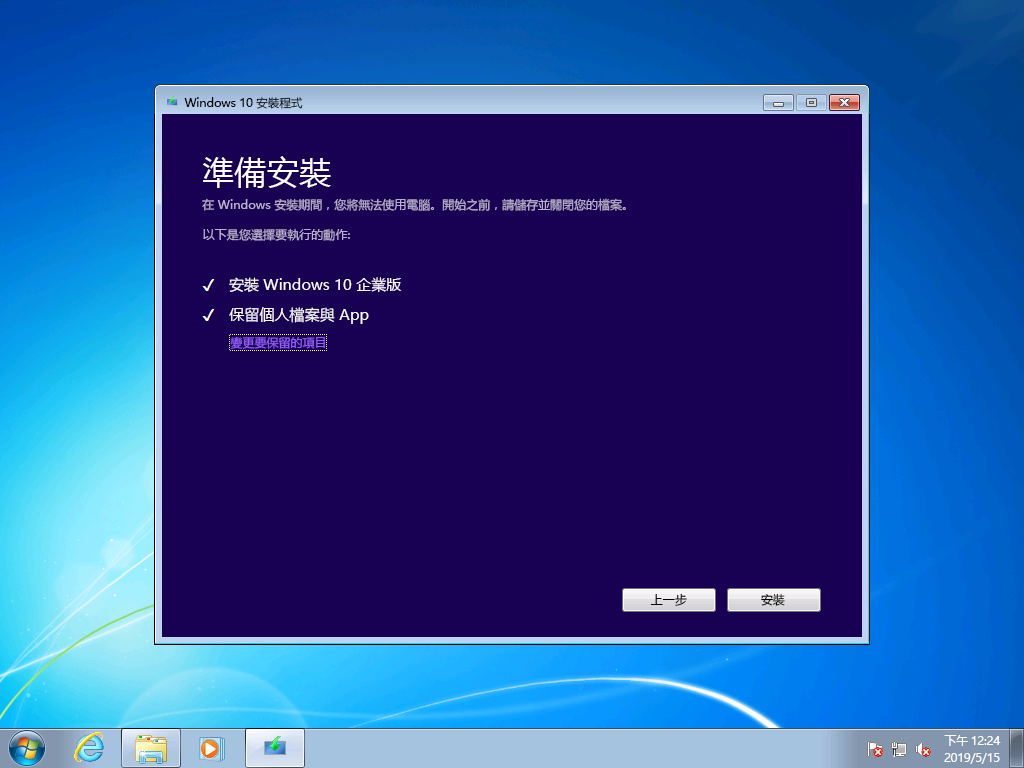 Windows 10 安裝程式
準備安裝
在 Windows 安裝期間，您將無法使用電腦。開始之前，請儲存並關閉您的檔案。
以下是您選擇要執行的動作:
✓ 安裝 Windows 10 企業版
✓ 保留個人檔案與 App
變更要保留的項目
上一步
安裝
下午 12:24
2019/5/15